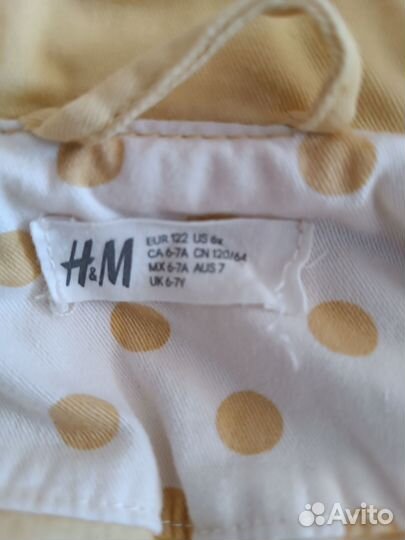 H&M
EUR 122 US 6x
CA 6-7A CN 120/64
MX 6-7A AUS 7
UK 6-7Y
Avito